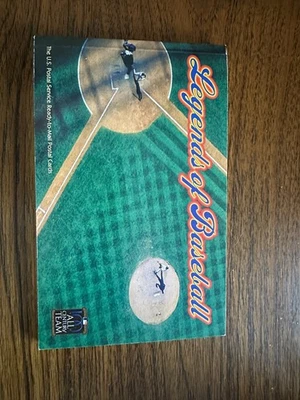 Legends of Baseball
The U.S. Postal Service Ready-to-Mail Postal Cards
ALL
CENTURY
TEAM